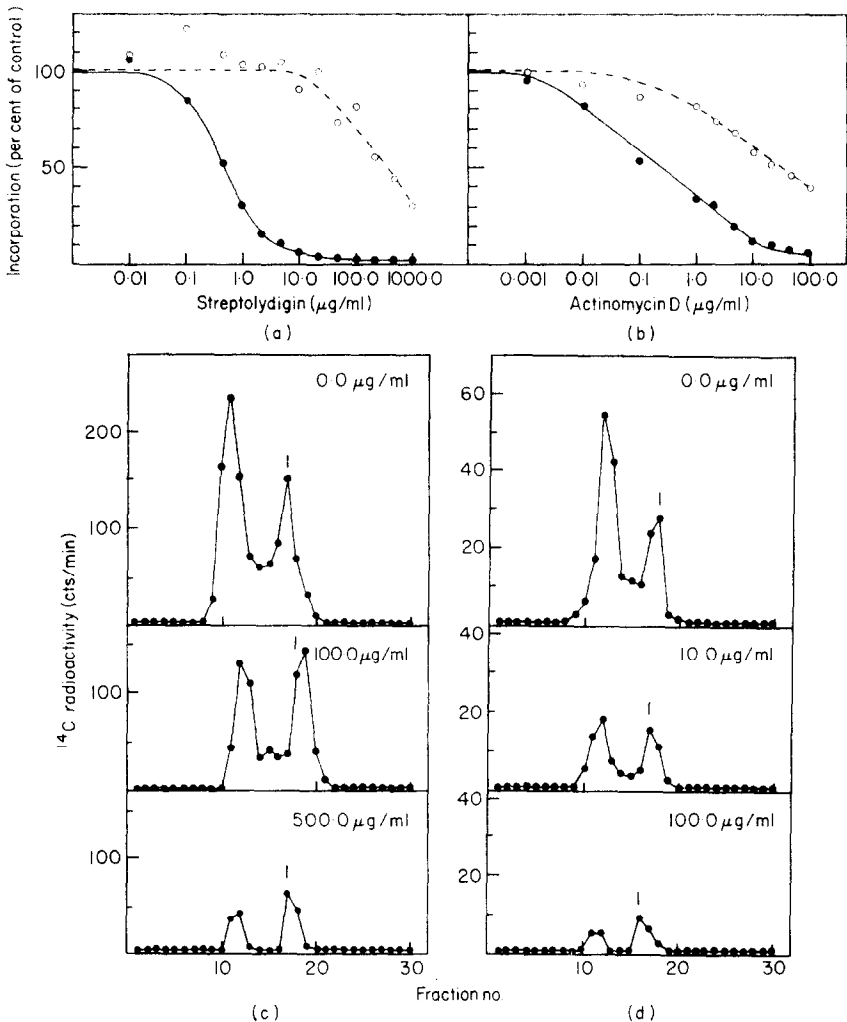 Incorporation (per cent of control)
100
50
0·01 0·1 1·0 10·0 100·0 1000·0
Streptolydigin (μg/ml)
(a)
0·001 0·01 0·1 1·0 10·0 100·0
Actinomycin D (μg/ml)
(b)
¹⁴C radioactivity (cts/min)
0·0 μg/ml
200
100
100·0 μg/ml
100
500·0 μg/ml
100
10 20 30
(c)
0·0 μg/ml
60
40
20
10·0 μg/ml
40
20
100·0 μg/ml
40
20
10 20 30
(d)
Fraction no.